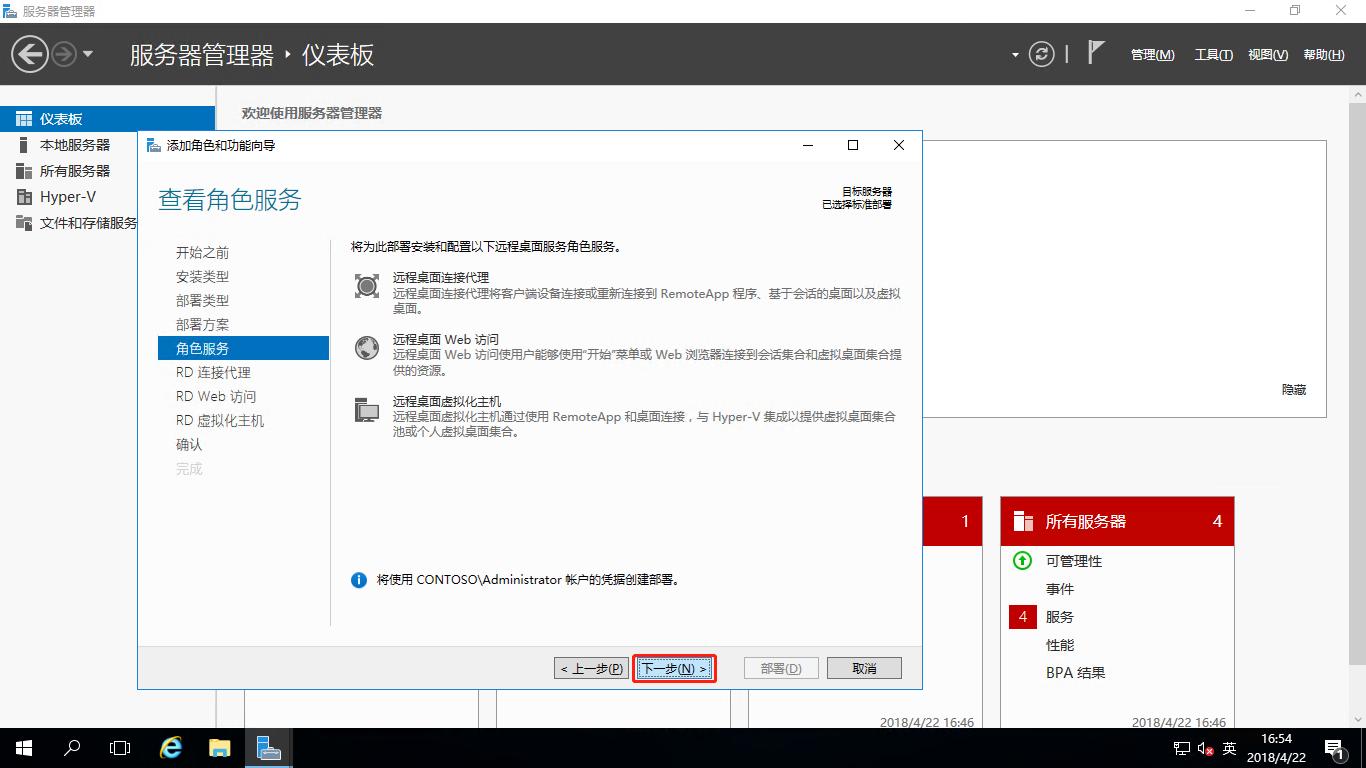 服务器管理器
服务器管理器 · 仪表板
管理(M) 工具(T) 视图(V) 帮助(H)
仪表板
本地服务器
所有服务器
Hyper-V
文件和存储服务
欢迎使用服务器管理器
添加角色和功能向导
查看角色服务
目标服务器
已选择标准部署
开始之前
安装类型
部署类型
部署方案
角色服务
RD 连接代理
RD Web 访问
RD 虚拟化主机
确认
完成
将为此部署安装和配置以下远程桌面服务角色服务。
远程桌面连接代理
远程桌面连接代理将客户端设备连接或重新连接到 RemoteApp 程序、基于会话的桌面以及虚拟
桌面。
远程桌面 Web 访问
远程桌面 Web 访问使用户能够使用"开始"菜单或 Web 浏览器连接到会话集合和虚拟桌面集合提
供的资源。
远程桌面虚拟化主机
远程桌面虚拟化主机通过使用 RemoteApp 和桌面连接，与 Hyper-V 集成以提供虚拟桌面集合
池或个人虚拟桌面集合。
将使用 CONTOSO\Administrator 帐户的凭据创建部署。
< 上一步(P) 下一步(N) > 部署(D) 取消
隐藏
1
所有服务器 4
可管理性
事件
4 服务
性能
BPA 结果
2018/4/22 16:46
2018/4/22 16:46
英
16:54
2018/4/22
1